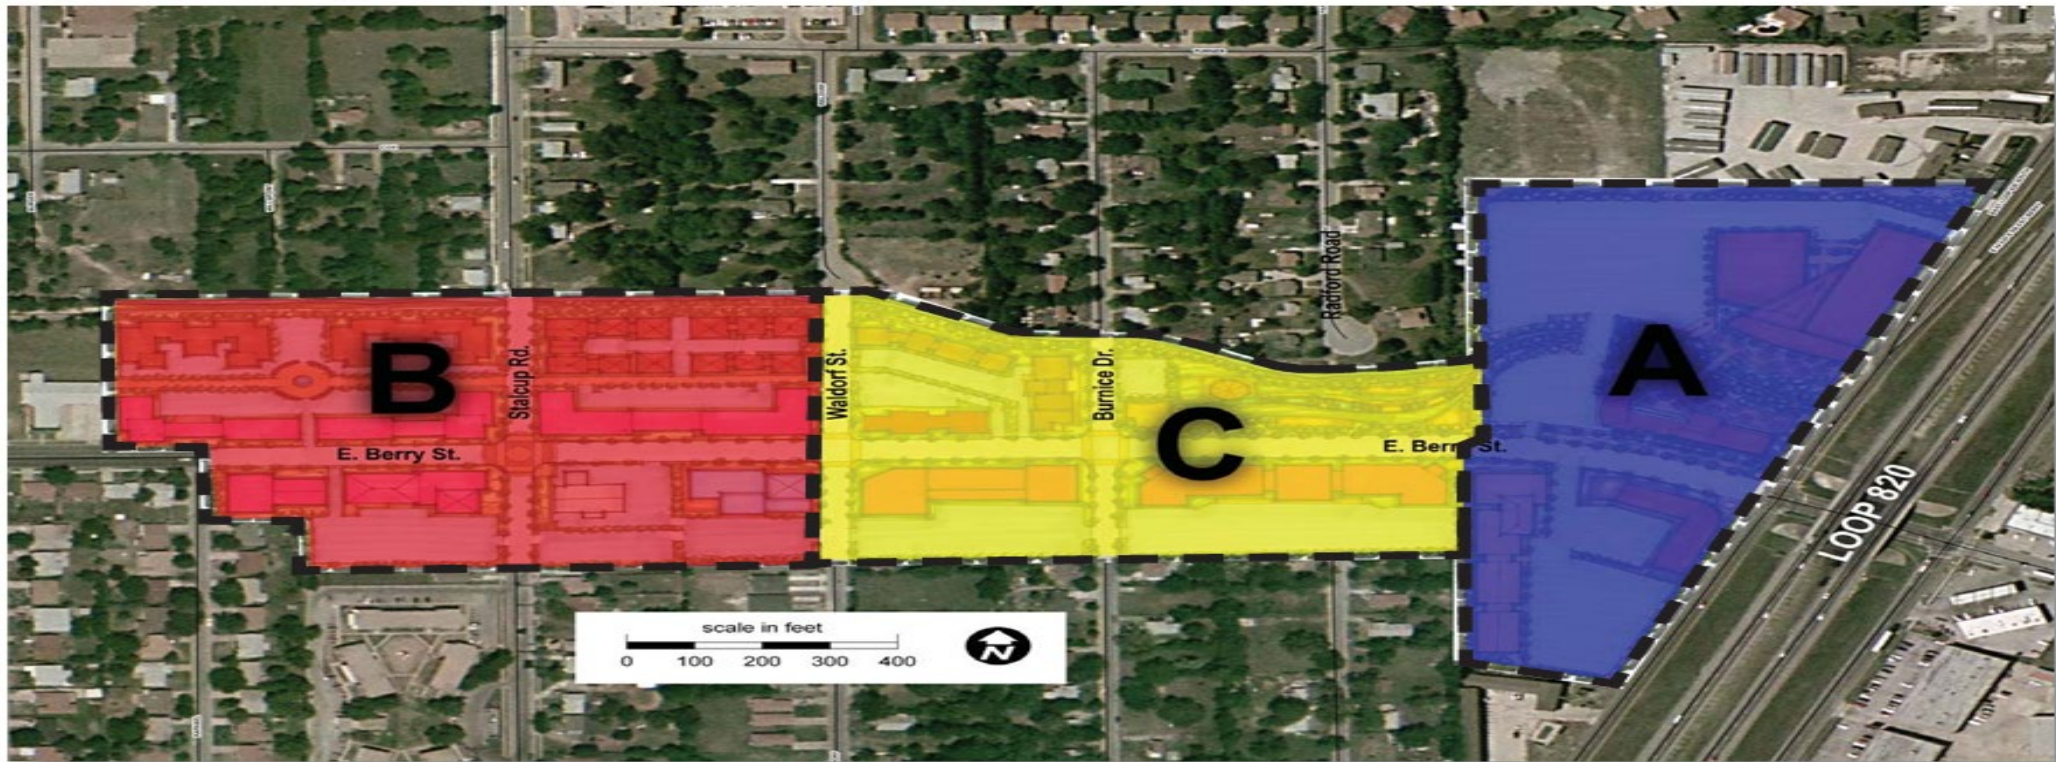 Radford Road
A
B
Stalcup Rd.
Waldorf St.
Burnice Dr.
C
E. Berry St.
E. Berry St.
LOOP 820
scale in feet
0 100 200 300 400
N